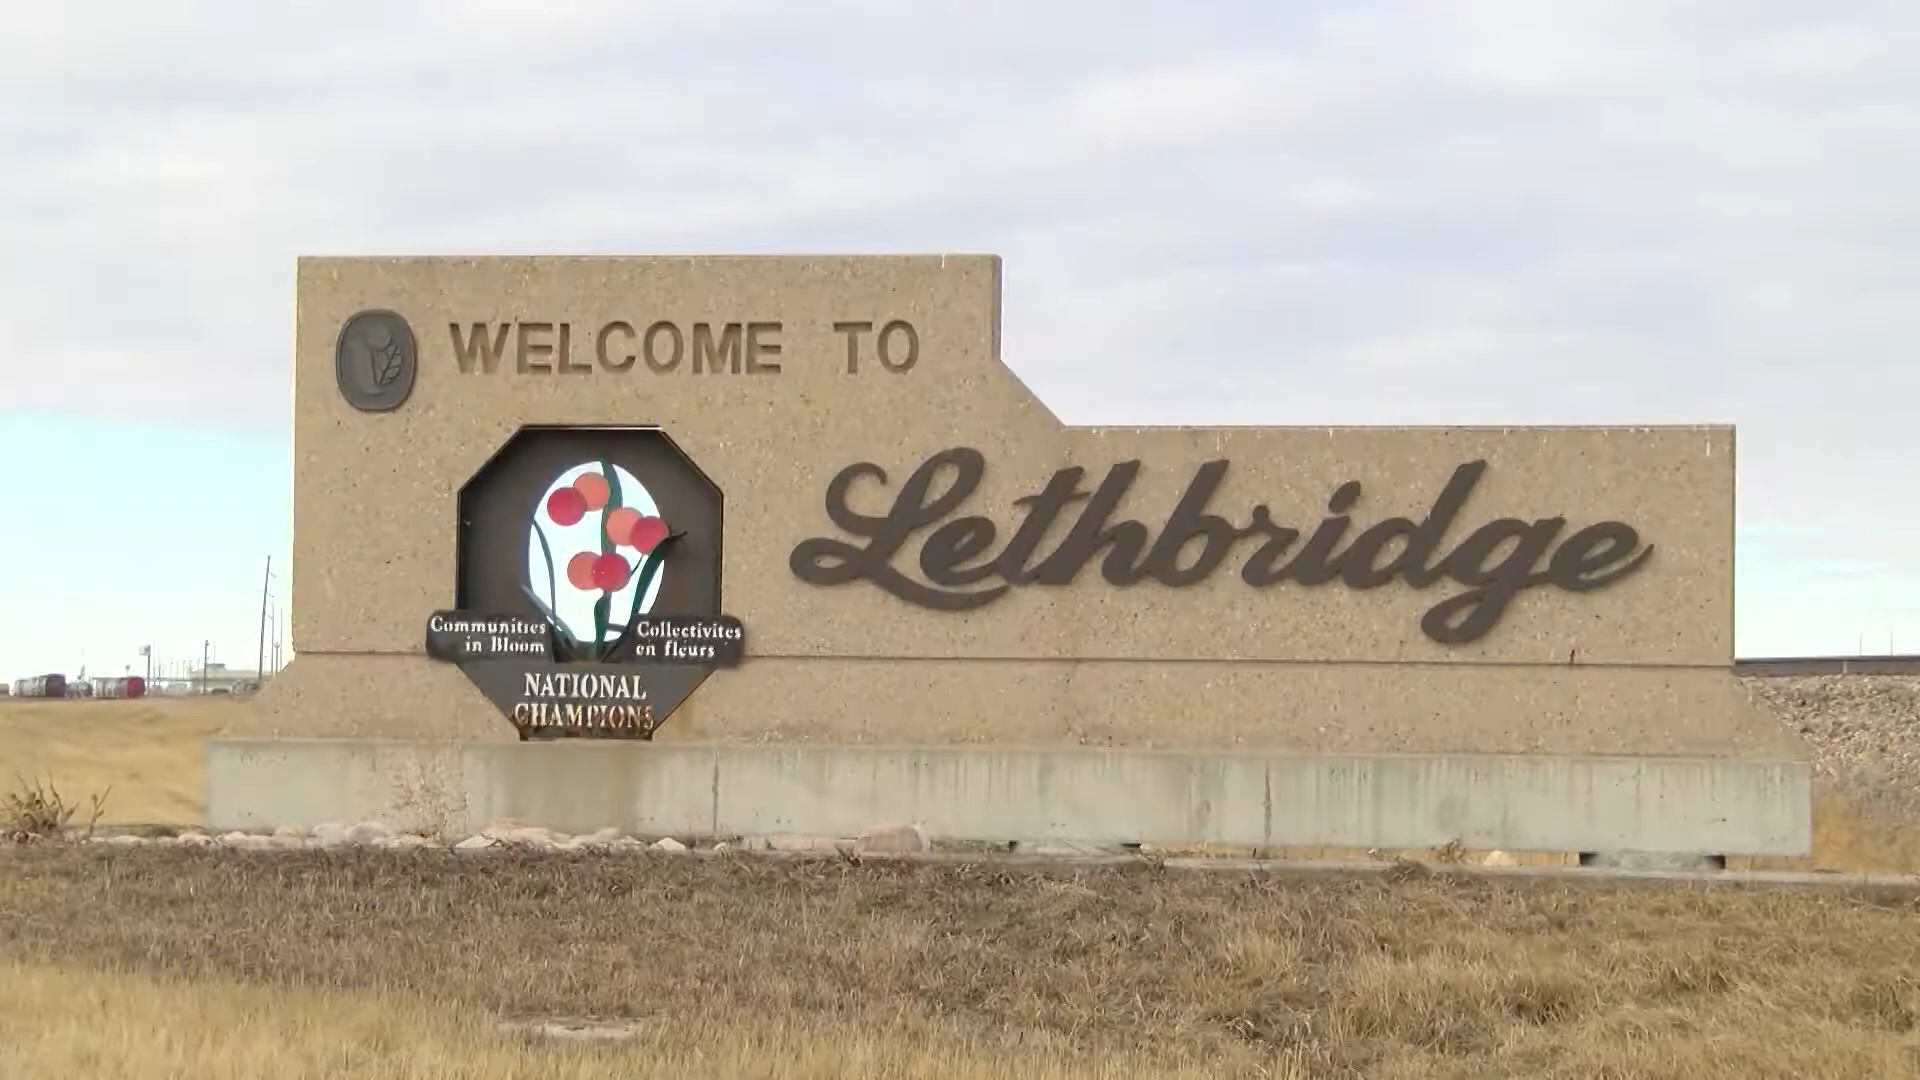 WELCOME TO
Lethbridge
Communities
in Bloom
Collectivites
en fleurs
NATIONAL
CHAMPIONS